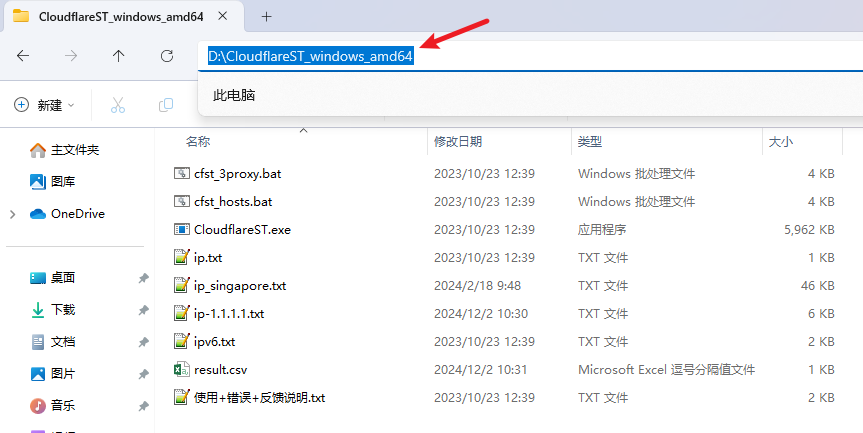 CloudflareST_windows_amd64
D:\CloudflareST_windows_amd64
此电脑
新建
名称 修改日期 类型 大小
主文件夹
图库
OneDrive
桌面
下载
文档
图片
音乐
cfst_3proxy.bat 2023/10/23 12:39 Windows 批处理文件 4 KB
cfst_hosts.bat 2023/10/23 12:39 Windows 批处理文件 4 KB
CloudflareST.exe 2023/10/23 12:39 应用程序 5,962 KB
ip.txt 2023/10/23 12:39 TXT 文件 1 KB
ip_singapore.txt 2024/2/18 9:48 TXT 文件 46 KB
ip-1.1.1.1.txt 2024/12/2 10:30 TXT 文件 6 KB
ipv6.txt 2023/10/23 12:39 TXT 文件 2 KB
result.csv 2024/12/2 10:31 Microsoft Excel 逗号分隔值文件 1 KB
使用+错误+反馈说明.txt 2023/10/23 12:39 TXT 文件 2 KB